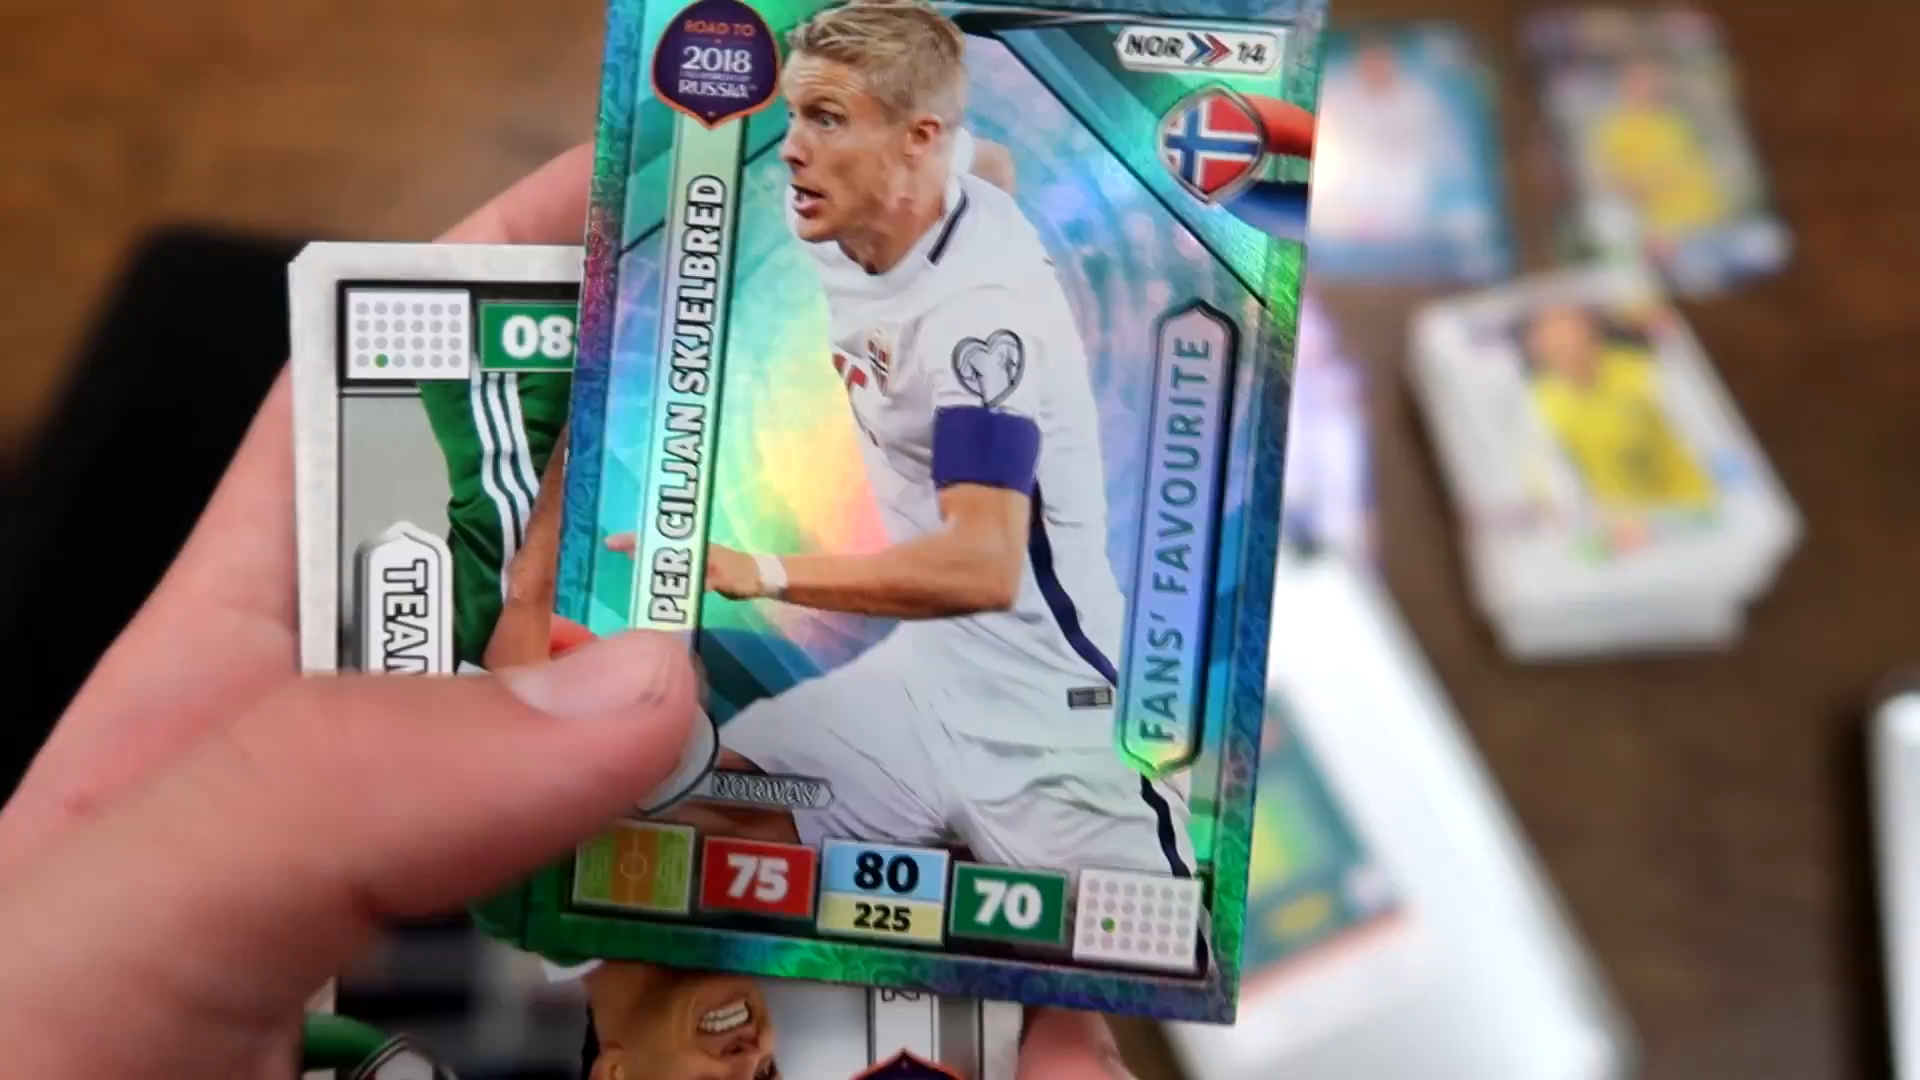 ROAD TO
2018
RUSSIA
NOR 14
PER CILJAN SKJELBRED
FANS' FAVOURITE
NORWAY
75
80
225
70
08
TEAM